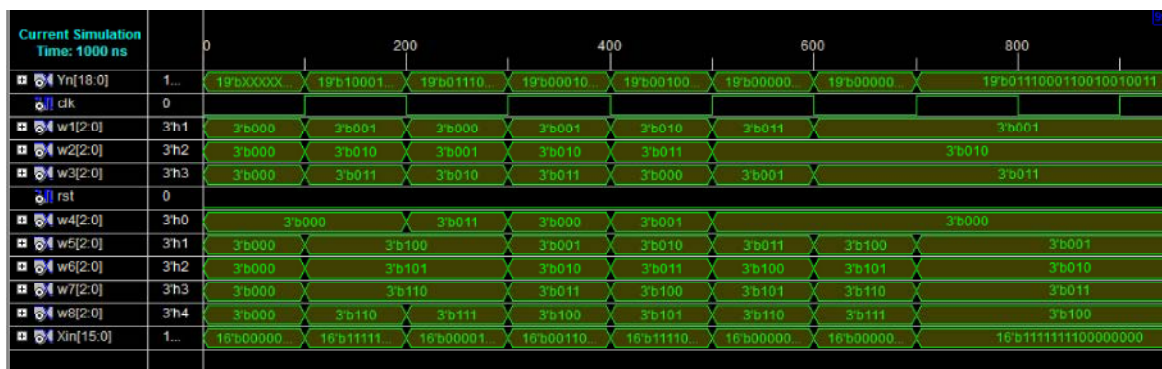 Current Simulation
Time: 1000 ns
0 200 400 600 800
Yn[18:0] 1... 19'bXXXXX... 19'b10001... 19'b01110... 19'b00010... 19'b00100... 19'b00000... 19'b00000... 19'b0111000110010010011
clk 0
w1[2:0] 3'h1 3'b000 3'b001 3'b000 3'b001 3'b010 3'b011 3'b001
w2[2:0] 3'h2 3'b000 3'b010 3'b001 3'b010 3'b011 3'b010
w3[2:0] 3'h3 3'b000 3'b011 3'b010 3'b011 3'b000 3'b001 3'b011
rst 0
w4[2:0] 3'h0 3'b000 3'b011 3'b000 3'b001 3'b000
w5[2:0] 3'h1 3'b000 3'b100 3'b001 3'b010 3'b011 3'b100 3'b001
w6[2:0] 3'h2 3'b000 3'b101 3'b010 3'b011 3'b100 3'b101 3'b010
w7[2:0] 3'h3 3'b000 3'b110 3'b011 3'b100 3'b101 3'b110 3'b011
w8[2:0] 3'h4 3'b000 3'b110 3'b111 3'b100 3'b101 3'b110 3'b111 3'b100
Xin[15:0] 1... 16'b00000... 16'b11111... 16'b00001... 16'b00110... 16'b11110... 16'b00000... 16'b00000... 16'b1111111100000000